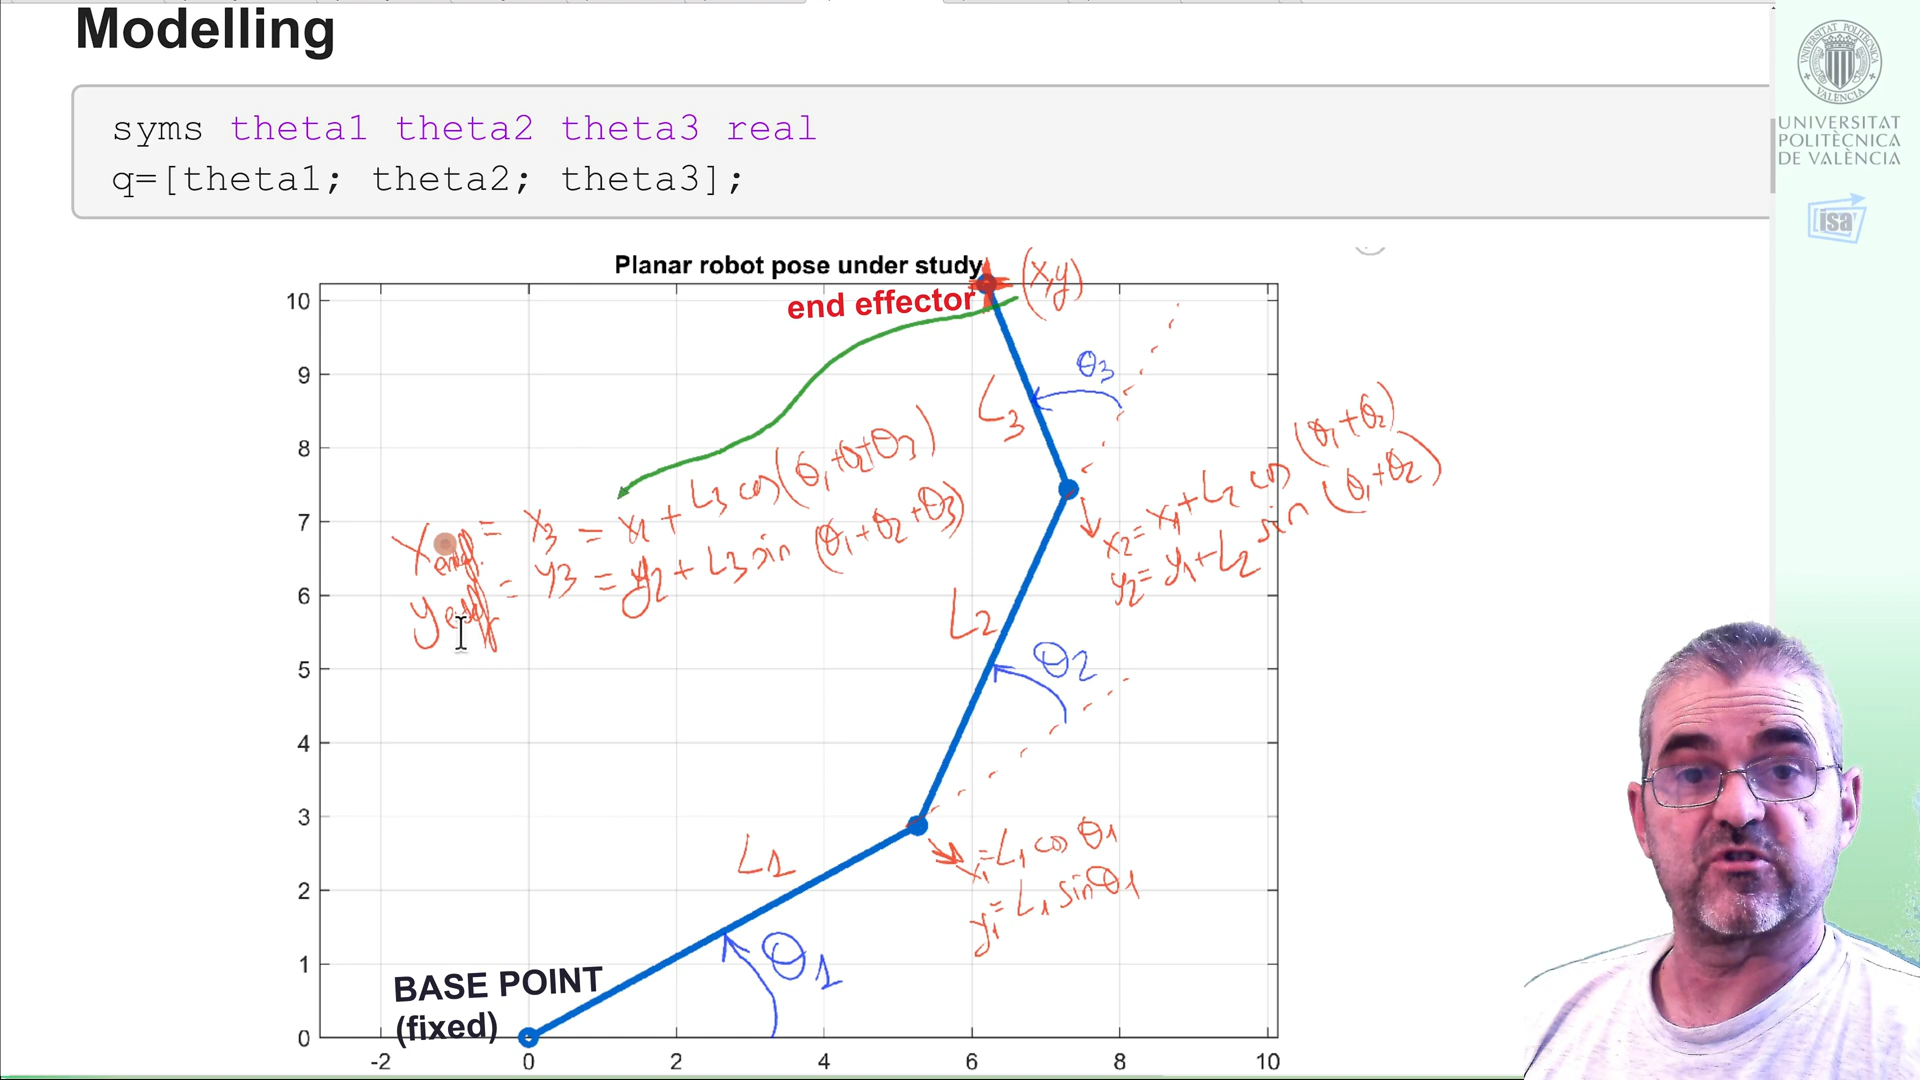 Modelling
syms theta1 theta2 theta3 real
q=[theta1; theta2; theta3];
UNIVERSITAT
POLITÈCNICA
DE VALÈNCIA
isa
Planar robot pose under study
end effector
(x,y)
θ3
L3
x3 = x1 + L3 cos(θ1+θ2+θ3)
yeff = y3 = y2 + L3 sin (θ1+θ2+θ3)
x2= x1+L2 cos (θ1+θ2)
y2= y1+L2 sin (θ1+θ2)
L2
θ2
L1
x1=L1 cos θ1
y1= L1 sinθ1
θ1
BASE POINT
(fixed)
10
9
8
7
6
5
4
3
2
1
0
-2 0 2 4 6 8 10